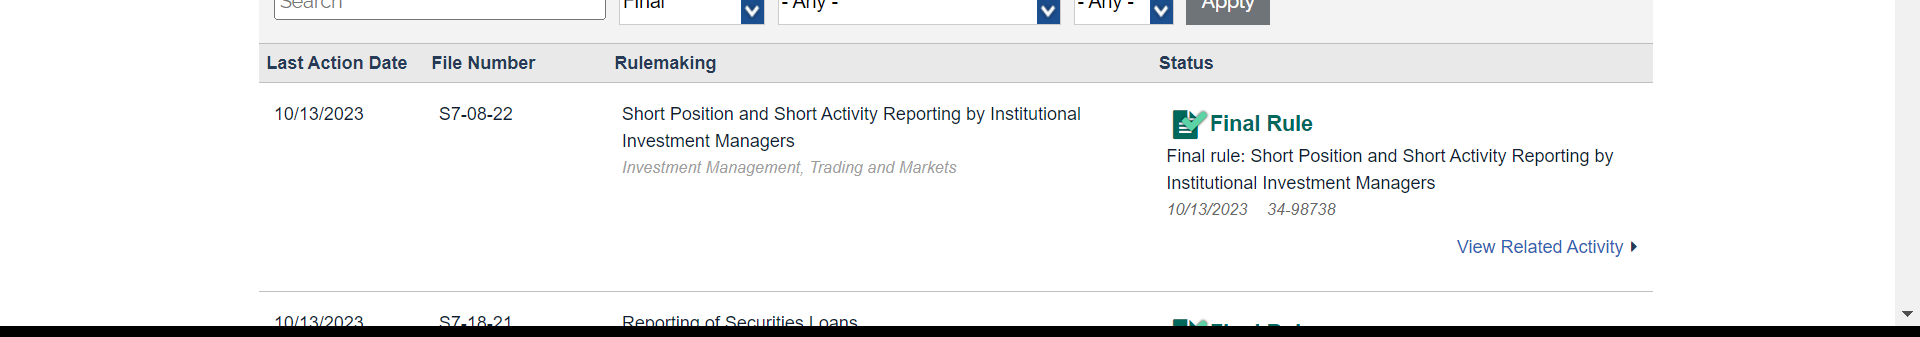 Search Final - Any - - Any - Apply
Last Action Date File Number Rulemaking Status
10/13/2023 S7-08-22 Short Position and Short Activity Reporting by Institutional
Investment Managers
Investment Management, Trading and Markets
Final Rule
Final rule: Short Position and Short Activity Reporting by
Institutional Investment Managers
10/13/2023 34-98738
View Related Activity
10/13/2023 S7-18-21 Reporting of Securities Loans
Final Rule